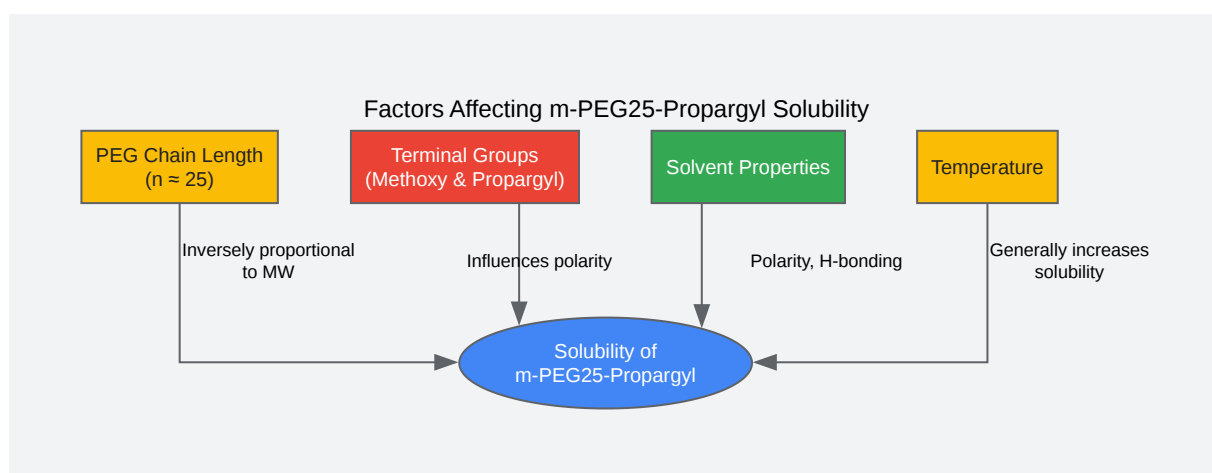 Factors Affecting m-PEG25-Propargyl Solubility
PEG Chain Length
(n ≈ 25)
Terminal Groups
(Methoxy & Propargyl)
Solvent Properties
Temperature
Inversely proportional
to MW
Influences polarity
Polarity, H-bonding
Generally increases
solubility
Solubility of
m-PEG25-Propargyl